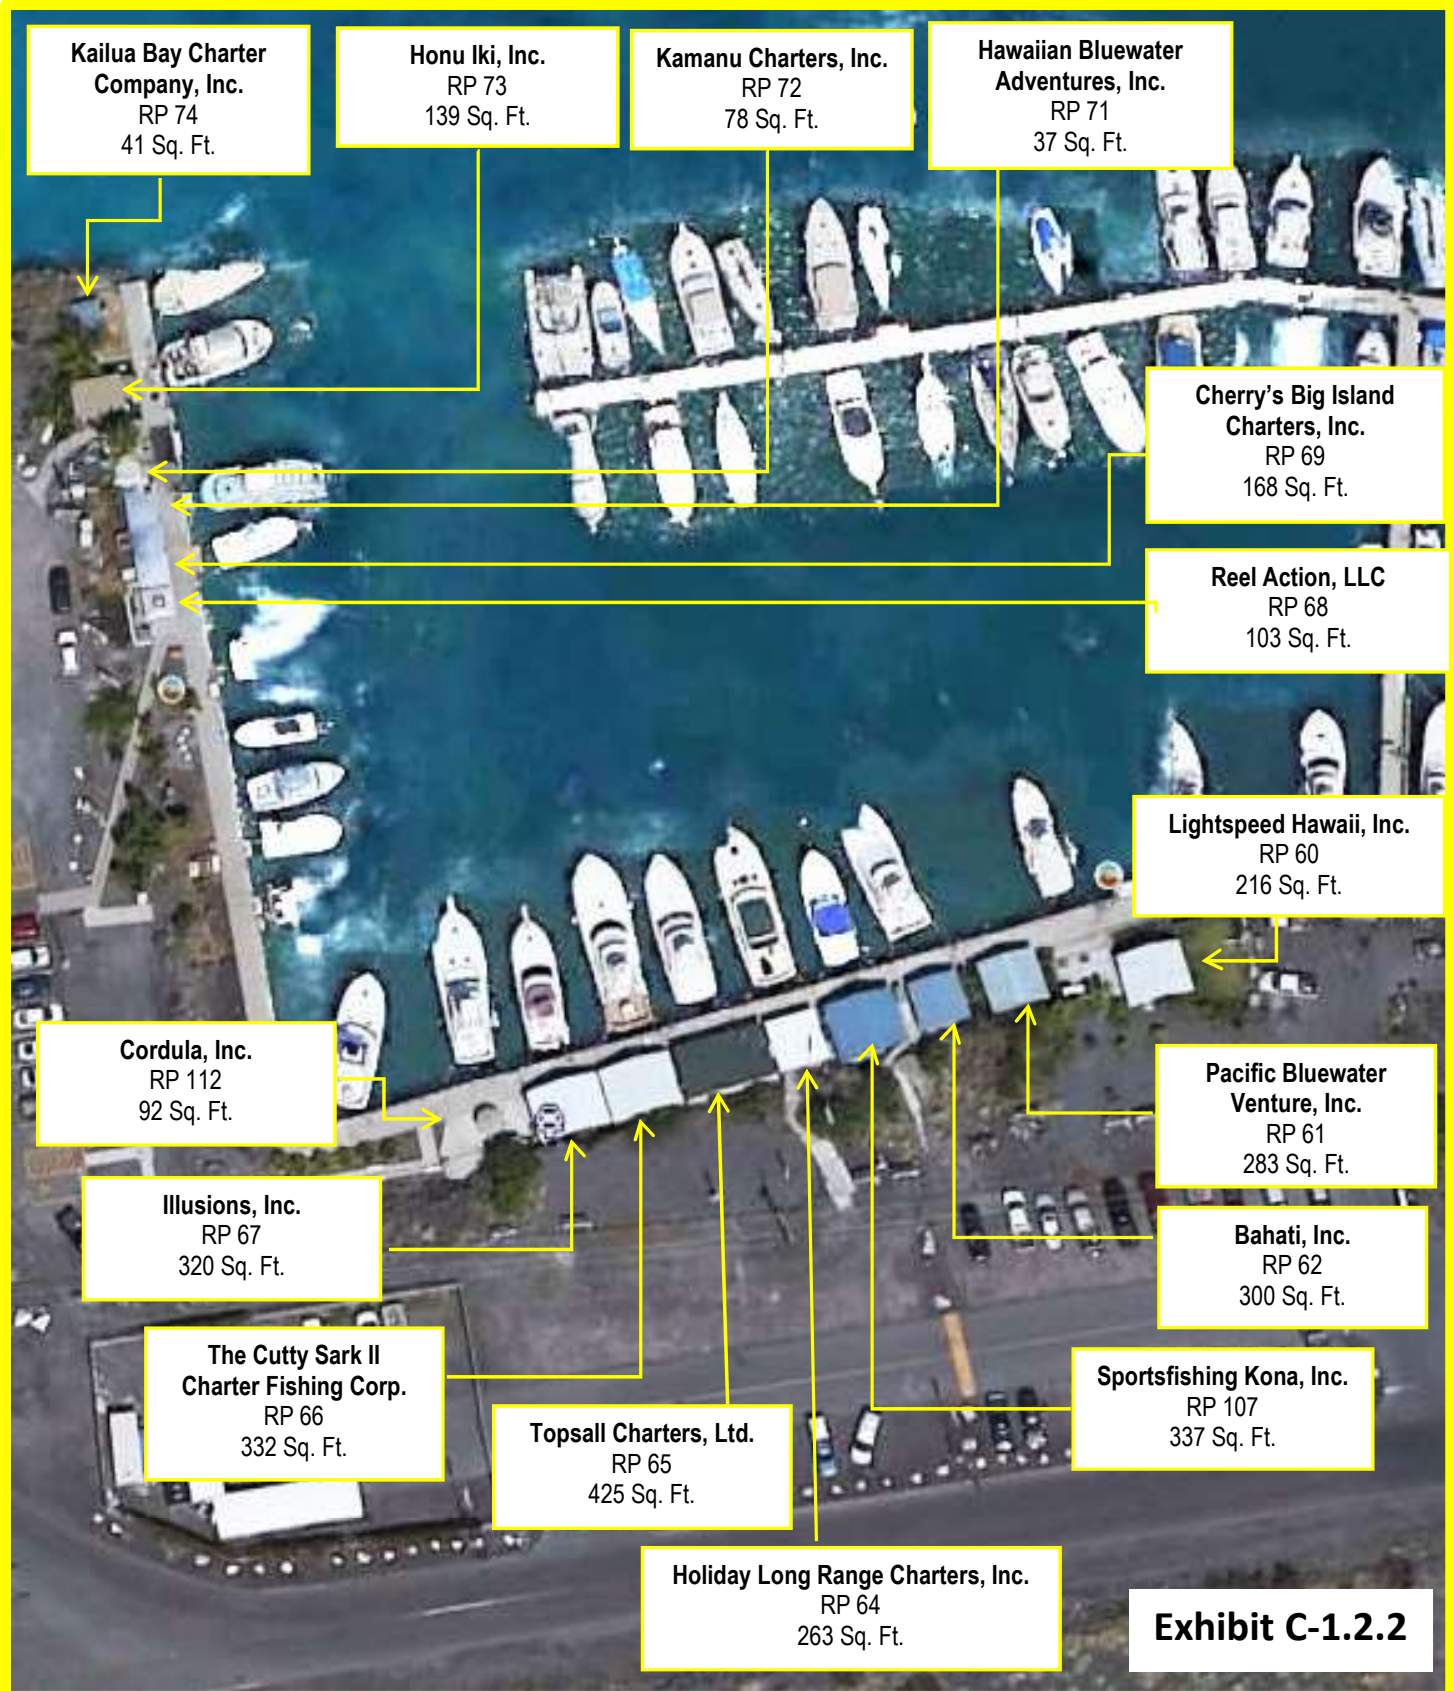 Kailua Bay Charter
Company, Inc.
RP 74
41 Sq. Ft.
Honu Iki, Inc.
RP 73
139 Sq. Ft.
Kamanu Charters, Inc.
RP 72
78 Sq. Ft.
Hawaiian Bluewater
Adventures, Inc.
RP 71
37 Sq. Ft.
Cherry's Big Island
Charters, Inc.
RP 69
168 Sq. Ft.
Reel Action, LLC
RP 68
103 Sq. Ft.
Lightspeed Hawaii, Inc.
RP 60
216 Sq. Ft.
Cordula, Inc.
RP 112
92 Sq. Ft.
Pacific Bluewater
Venture, Inc.
RP 61
283 Sq. Ft.
Illusions, Inc.
RP 67
320 Sq. Ft.
Bahati, Inc.
RP 62
300 Sq. Ft.
The Cutty Sark II
Charter Fishing Corp.
RP 66
332 Sq. Ft.
Sportsfishing Kona, Inc.
RP 107
337 Sq. Ft.
Topsall Charters, Ltd.
RP 65
425 Sq. Ft.
Holiday Long Range Charters, Inc.
RP 64
263 Sq. Ft.
Exhibit C-1.2.2